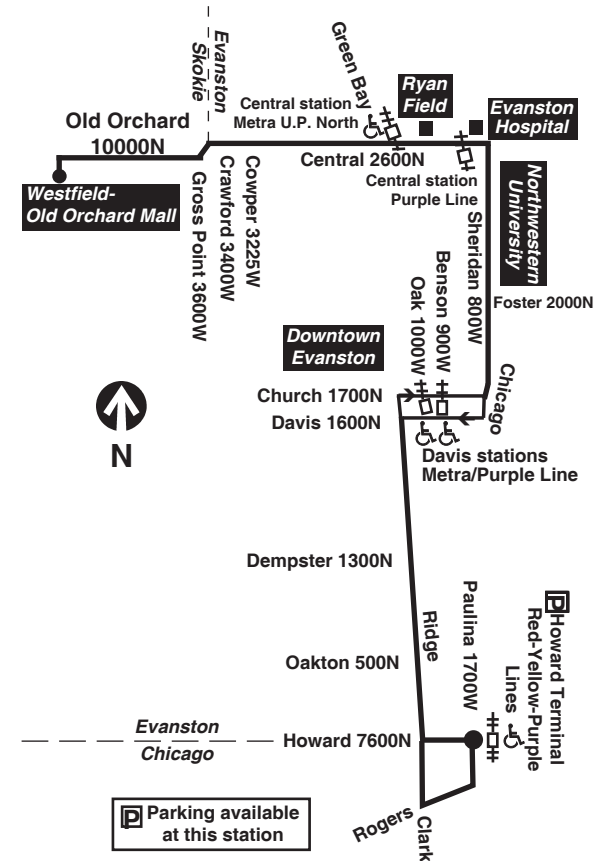 Evanston
Skokie
Green Bay
Ryan
Field
Central station
Metra U.P. North
Evanston
Hospital
Old Orchard
10000N
Central 2600N
Westfield-
Old Orchard Mall
Gross Point 3600W
Crawford 3400W
Cowper 3225W
Central station
Purple Line
Northwestern
University
Sheridan 800W
Foster 2000N
Benson 900W
Oak 1000W
Downtown
Evanston
Church 1700N
Davis 1600N
Chicago
N
Davis stations
Metra/Purple Line
Dempster 1300N
Ridge
Paulina 1700W
P Howard Terminal
Red-Yellow-Purple
Lines
Oakton 500N
Evanston
Chicago
Howard 7600N
P Parking available
at this station
Rogers
Clark